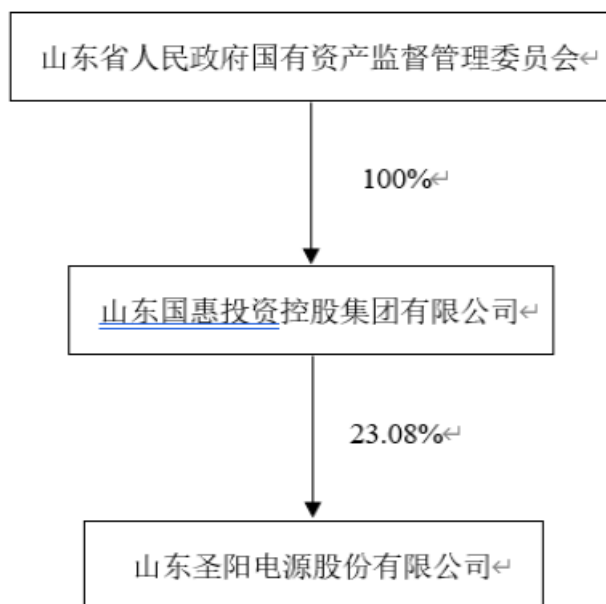 山东省人民政府国有资产监督管理委员会
100%
山东国惠投资控股集团有限公司
23.08%
山东圣阳电源股份有限公司